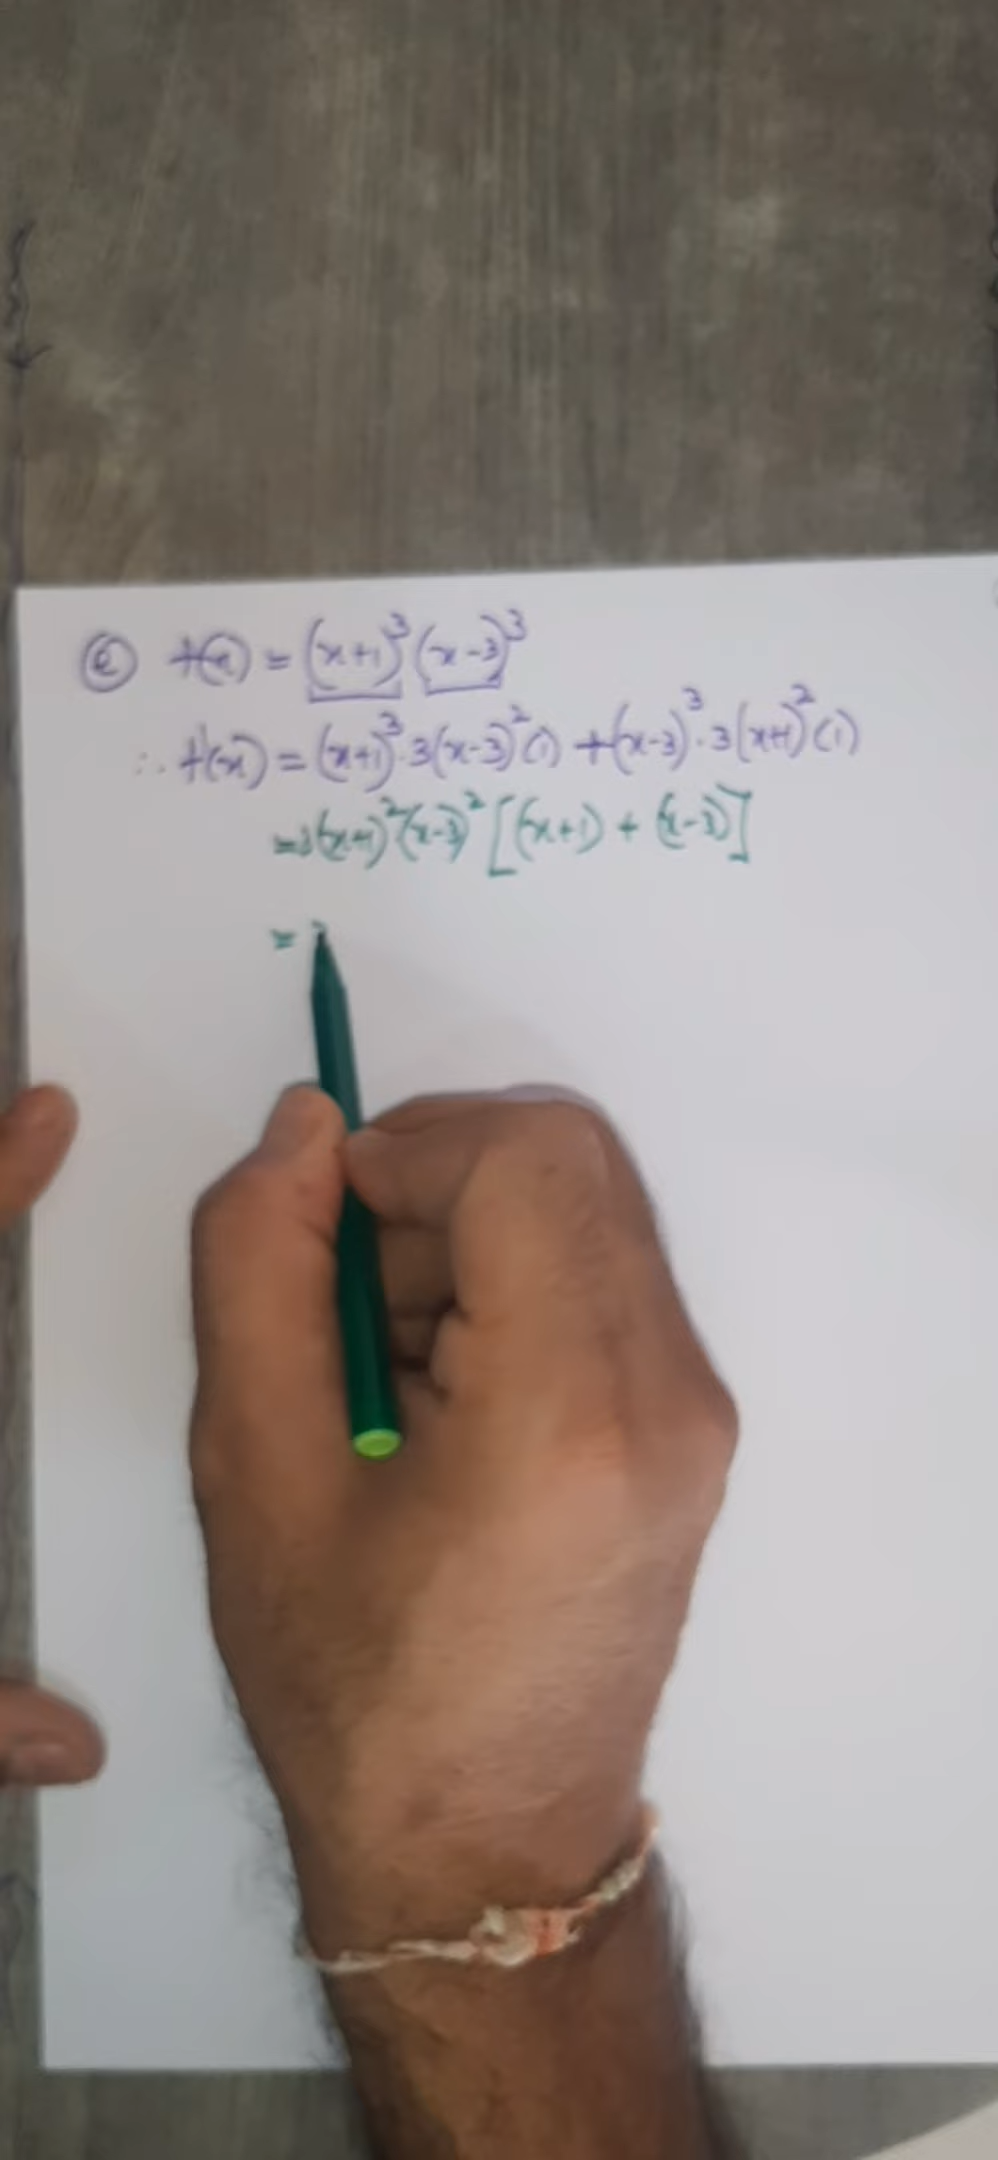 ⓔ f(x) = (x+1)³ (x-3)³
∴ f'(x) = (x+1)³·3(x-3)²(1) + (x-3)³·3(x+1)²(1)
=3(x+1)²(x-3)² [(x+1) + (x-3)]
=